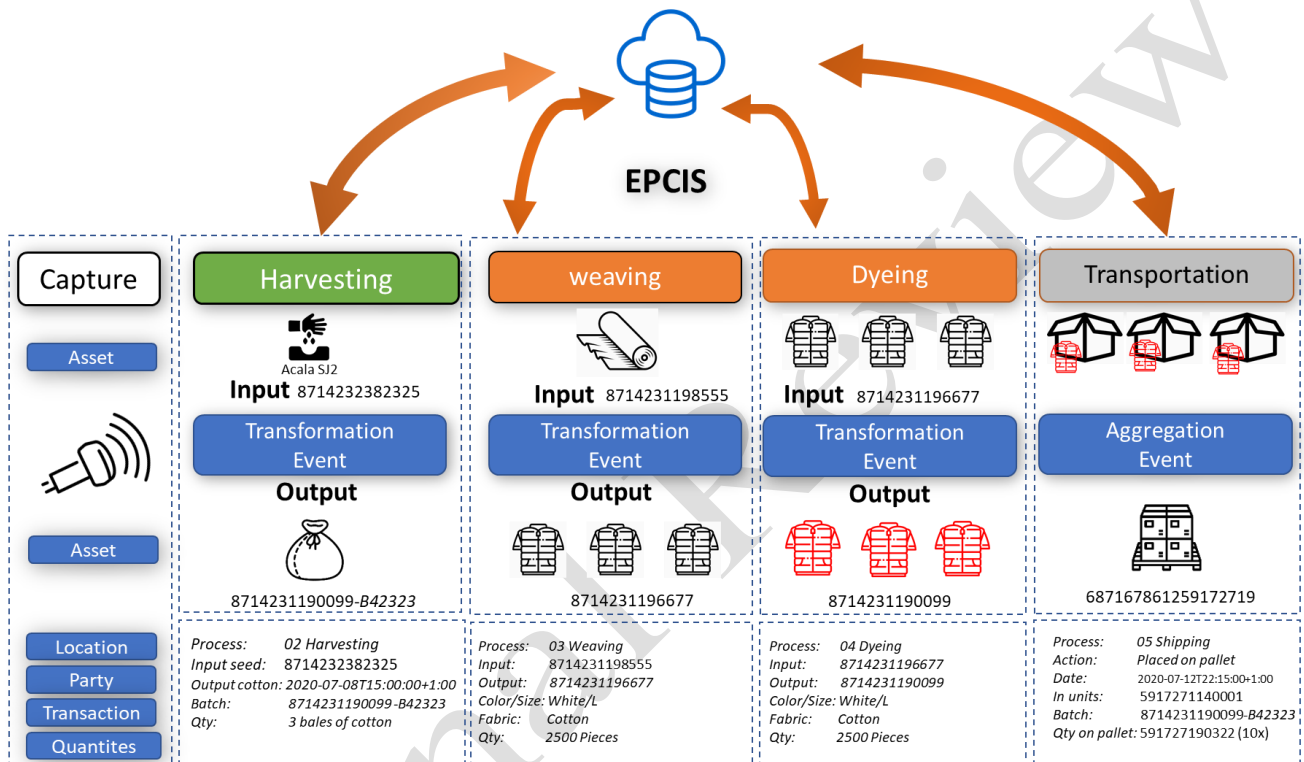 EPCIS
Capture
Asset
Asset
Location
Party
Transaction
Quantites
Harvesting
Acala SJ2
Input 8714232382325
Transformation
Event
Output
8714231190099-B42323
Process: 02 Harvesting
Input seed: 8714232382325
Output cotton: 2020-07-08T15:00:00+1:00
Batch: 8714231190099-B42323
Qty: 3 bales of cotton
weaving
Input 8714231198555
Transformation
Event
Output
8714231196677
Process: 03 Weaving
Input: 8714231198555
Output: 8714231196677
Color/Size: White/L
Fabric: Cotton
Qty: 2500 Pieces
Dyeing
Input 8714231196677
Transformation
Event
Output
8714231190099
Process: 04 Dyeing
Input: 8714231196677
Output: 8714231190099
Color/Size: White/L
Fabric: Cotton
Qty: 2500 Pieces
Transportation
Aggregation
Event
687167861259172719
Process: 05 Shipping
Action: Placed on pallet
Date: 2020-07-12T22:15:00+1:00
In units: 5917271140001
Batch: 8714231190099-B42323
Qty on pallet: 591727190322 (10x)
nal Review